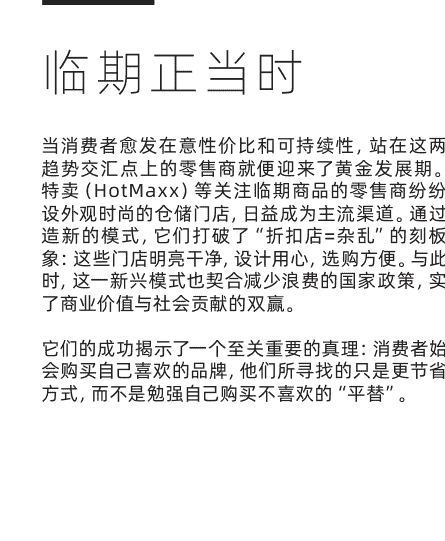 临期正当时
当消费者愈发在意性价比和可持续性，站在这两
趋势交汇点上的零售商就便迎来了黄金发展期。
特卖（HotMaxx）等关注临期商品的零售商纷纷
设外观时尚的仓储门店，日益成为主流渠道。通过
造新的模式，它们打破了“折扣店=杂乱”的刻板
象：这些门店明亮干净，设计用心，选购方便。与此
时，这一新兴模式也契合减少浪费的国家政策，实
了商业价值与社会贡献的双赢。
它们的成功揭示了一个至关重要的真理：消费者始
会购买自己喜欢的品牌，他们所寻找的只是更节省
方式，而不是勉强自己购买不喜欢的“平替”。